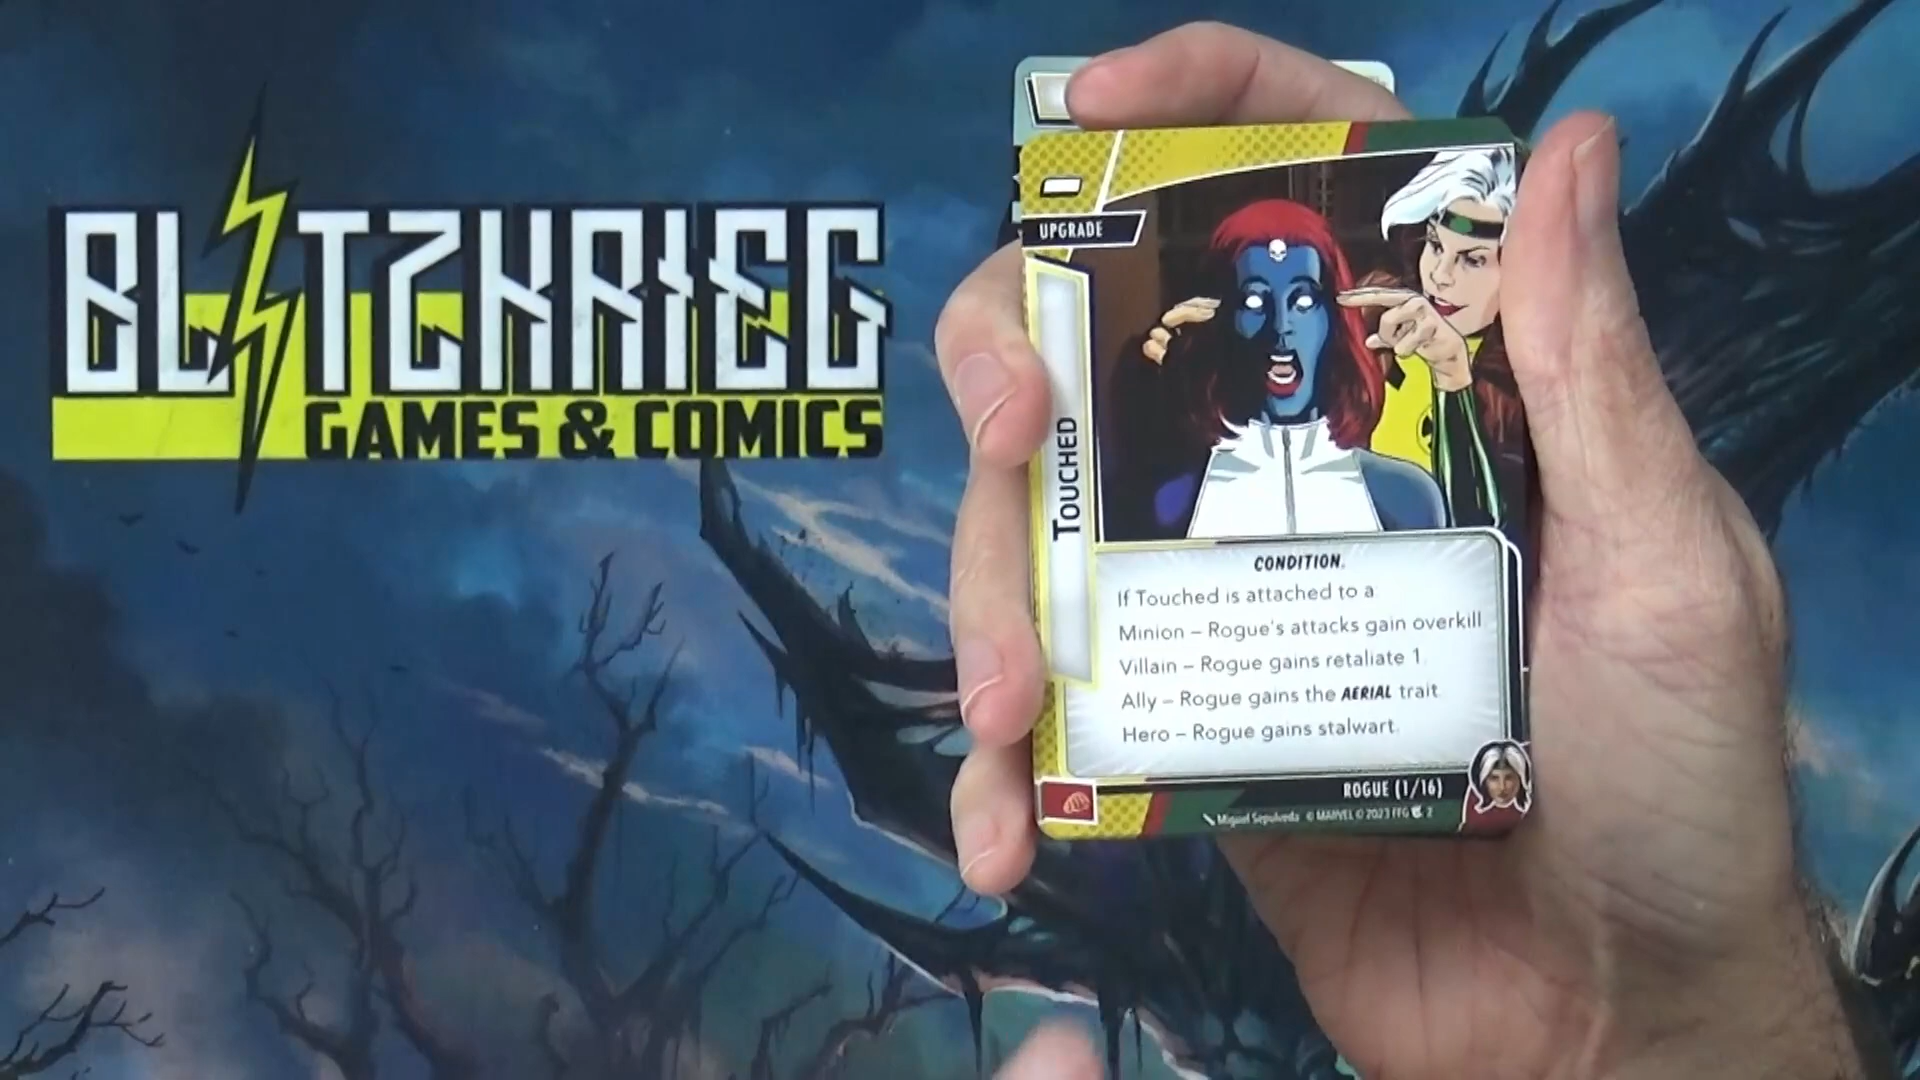 BLITZKRIEG
GAMES & COMICS
UPGRADE
TOUCHED
CONDITION.
If Touched is attached to a
Minion – Rogue's attacks gain overkill
Villain – Rogue gains retaliate 1.
Ally – Rogue gains the AERIAL trait.
Hero – Rogue gains stalwart.
ROGUE (1/16)
Miguel Sepulveda © MARVEL © 2023 FFG 2